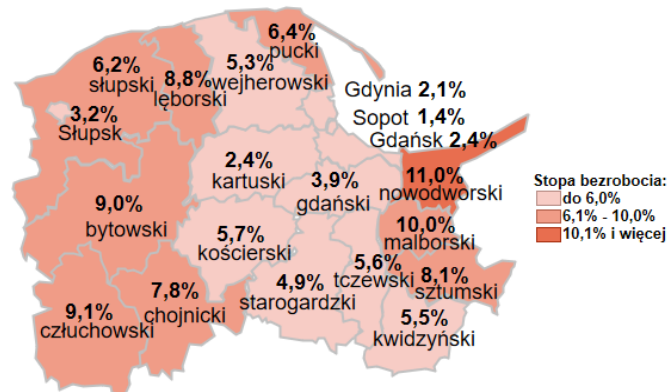 6,4%
pucki
5,3%
wejherowski
6,2%
słupski
8,8%
lęborski
Gdynia 2,1%
Sopot 1,4%
Gdańsk 2,4%
3,2%
Słupsk
2,4%
kartuski
3,9%
gdański
11,0%
nowodworski
Stopa bezrobocia:
do 6,0%
6,1% - 10,0%
10,1% i więcej
9,0%
bytowski
5,7%
kościerski
10,0%
malborski
4,9%
starogardzki
5,6%
tczewski
8,1%
sztumski
9,1%
człuchowski
7,8%
chojnicki
5,5%
kwidzyński